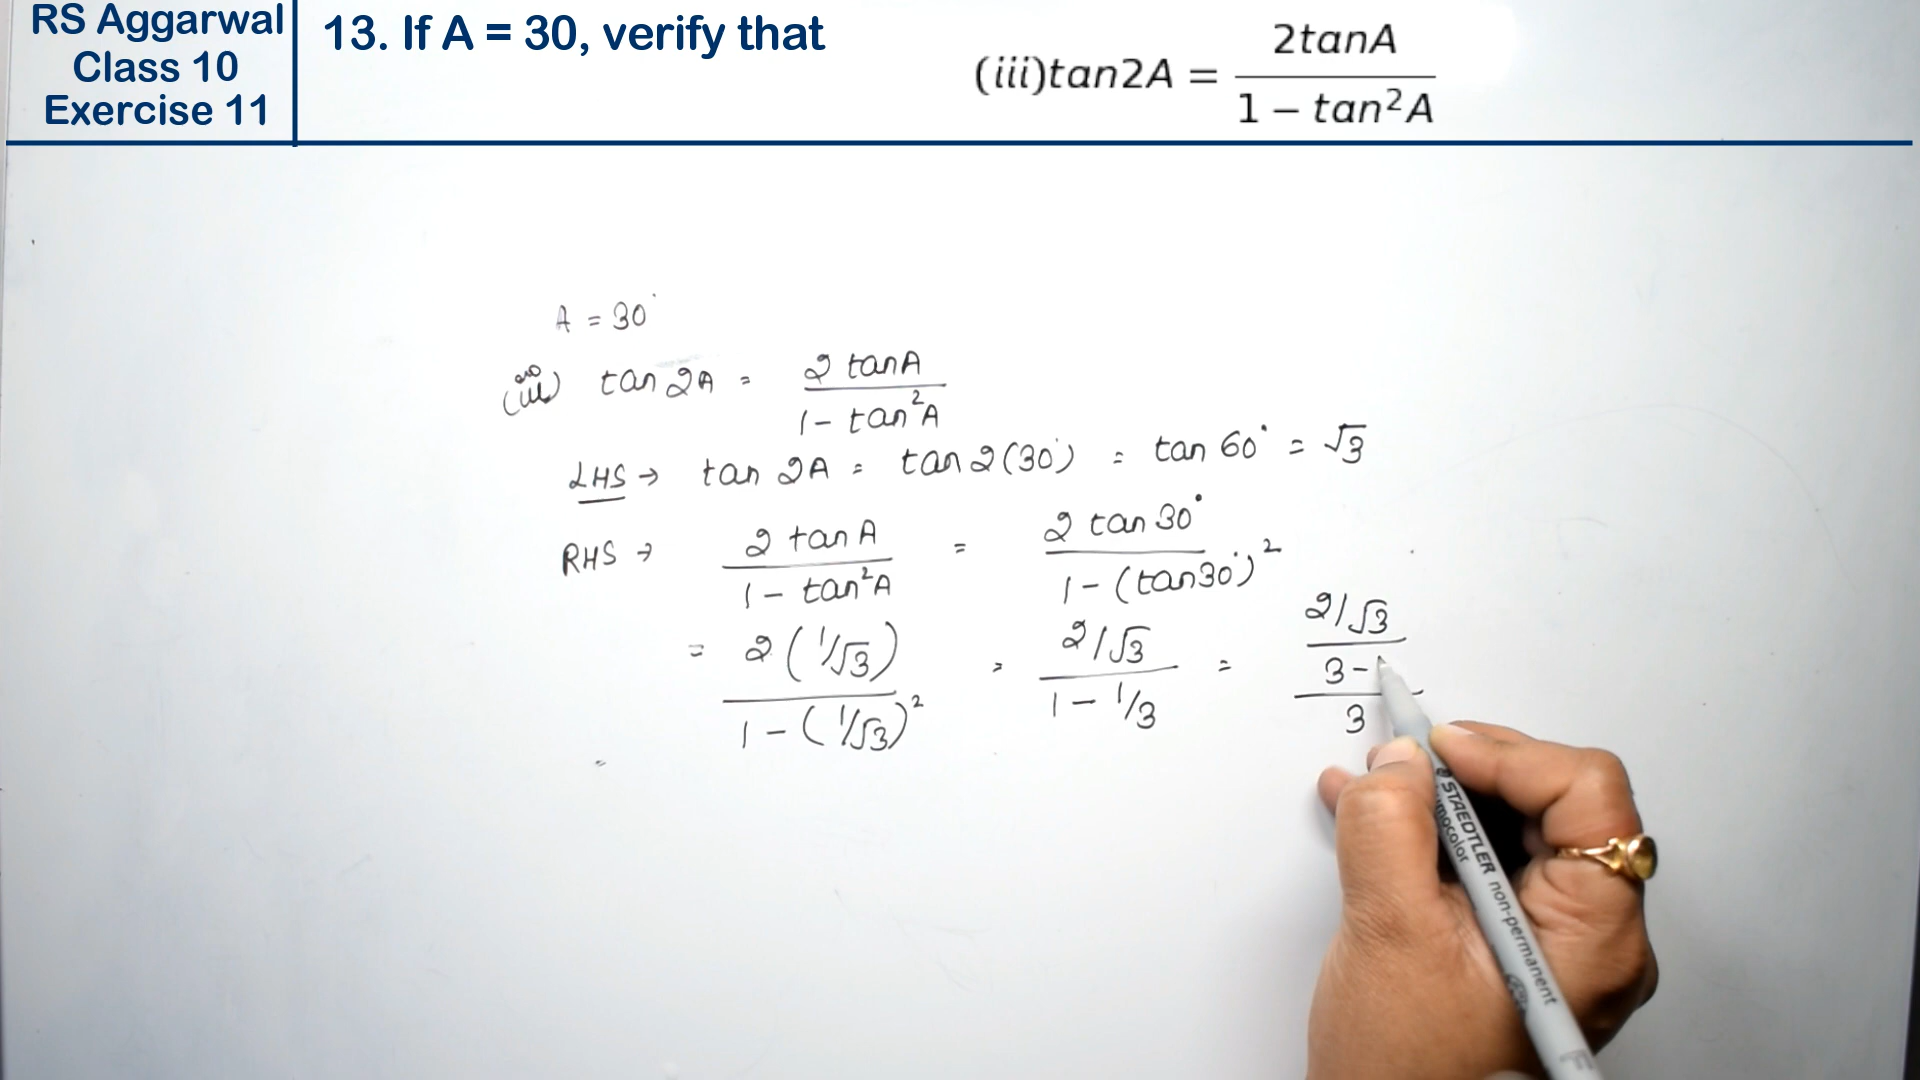 RS Aggarwal
Class 10
Exercise 11
13. If A = 30, verify that
(iii)tan2A = 2tanA / 1 − tan²A
A = 30°
(iii) tan 2A = 2 tanA / 1 - tan²A
LHS → tan 2A = tan 2(30°) = tan 60° = √3
RHS → 2 tan A / 1 - tan²A = 2 tan 30° / 1 - (tan30°)²
= 2 (1/√3) / 1 - (1/√3)² = 2/√3 / 1 - 1/3 = 2/√3 / 3 - / 3
=
STAEDTLER non-permanent